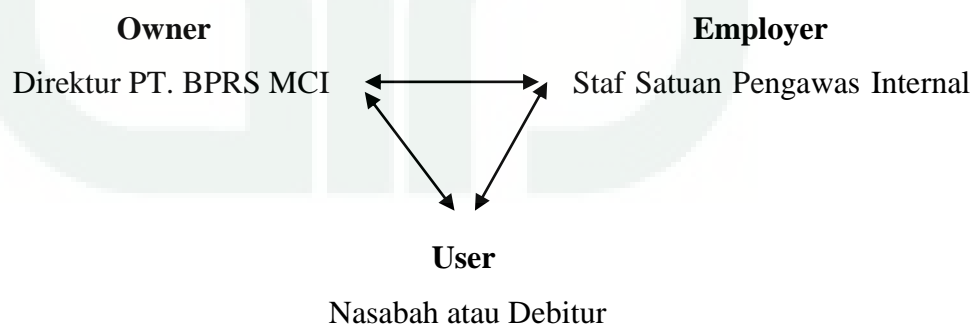 Owner Employer
Direktur PT. BPRS MCI Staf Satuan Pengawas Internal
User
Nasabah atau Debitur